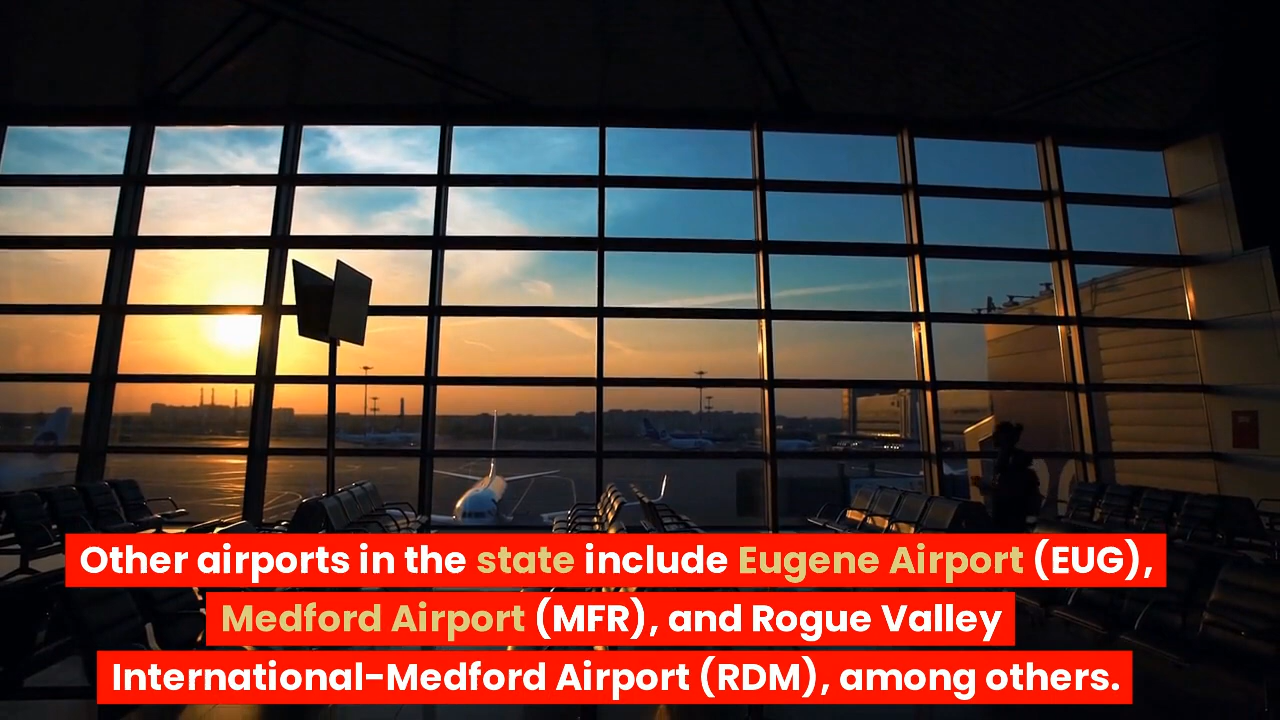 Other airports in the state include Eugene Airport (EUG),
Medford Airport (MFR), and Rogue Valley
International-Medford Airport (RDM), among others.